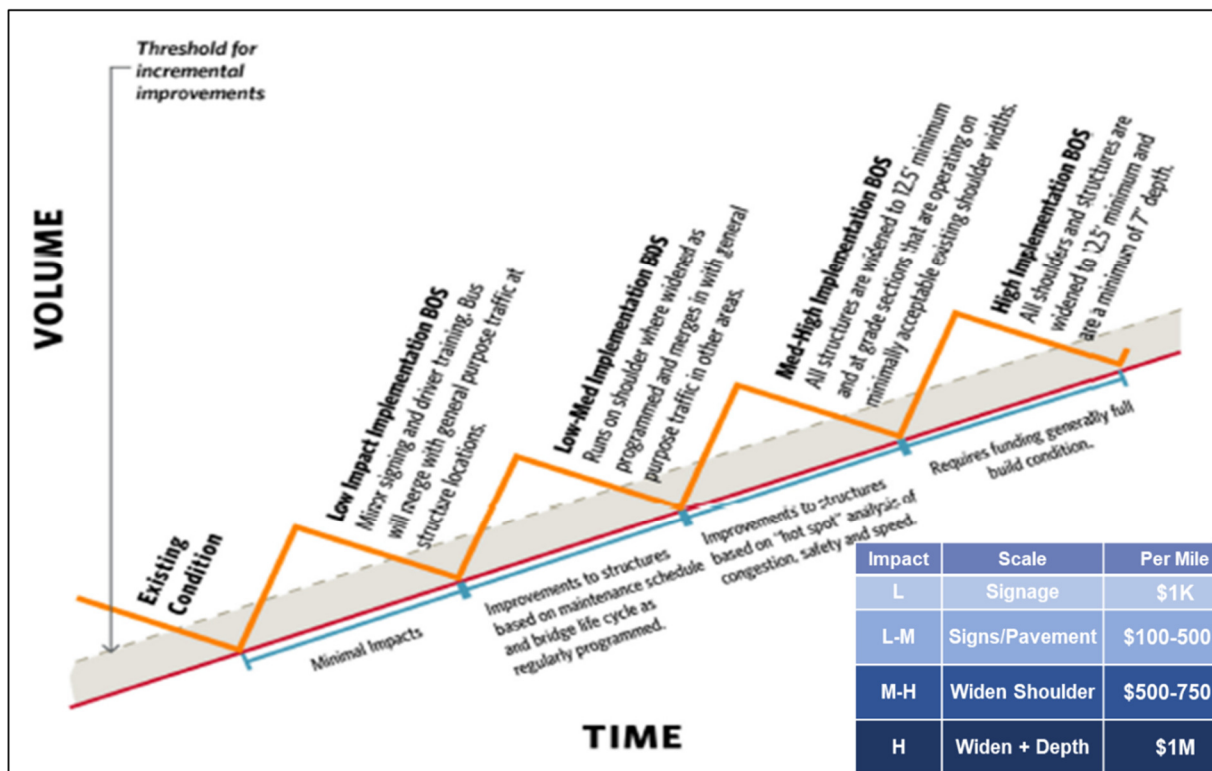 Threshold for
incremental
improvements
VOLUME
Existing
Condition
Low Impact Implementation BOS
Minor signing and driver training. Bus
will merge with general purpose traffic at
structure locations.
Low-Med Implementation BOS
Runs on shoulder where widened as
programmed and merges in with general
purpose traffic in other areas.
Med-High Implementation BOS
All structures are widened to 12.5' minimum
and at grade sections that are operating on
minimally acceptable existing shoulder widths.
High Implementation BOS
All shoulders and structures are
widened to 12.5' minimum and
are a minimum of 7" depth.
Minimal Impacts
Improvements to structures
based on maintenance schedule
and bridge life cycle as
regularly programmed.
Improvements to structures
based on "hot spot" analysis of
congestion, safety and speed.
Requires funding generally full
build condition.
TIME
Impact Scale Per Mile
L Signage $1K
L-M Signs/Pavement $100-500
M-H Widen Shoulder $500-750
H Widen + Depth $1M